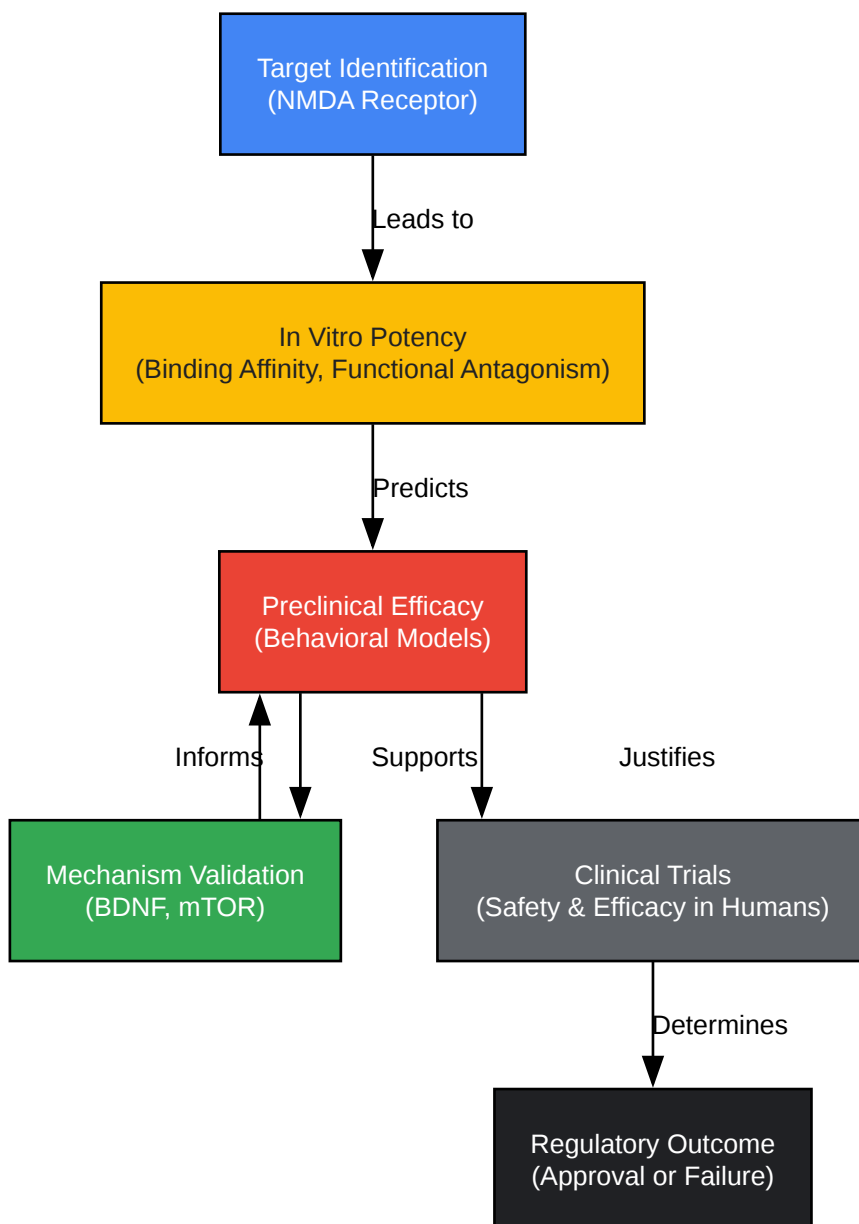 Target Identification
(NMDA Receptor)
Leads to
In Vitro Potency
(Binding Affinity, Functional Antagonism)
Predicts
Preclinical Efficacy
(Behavioral Models)
Informs
Supports
Justifies
Mechanism Validation
(BDNF, mTOR)
Clinical Trials
(Safety & Efficacy in Humans)
Determines
Regulatory Outcome
(Approval or Failure)